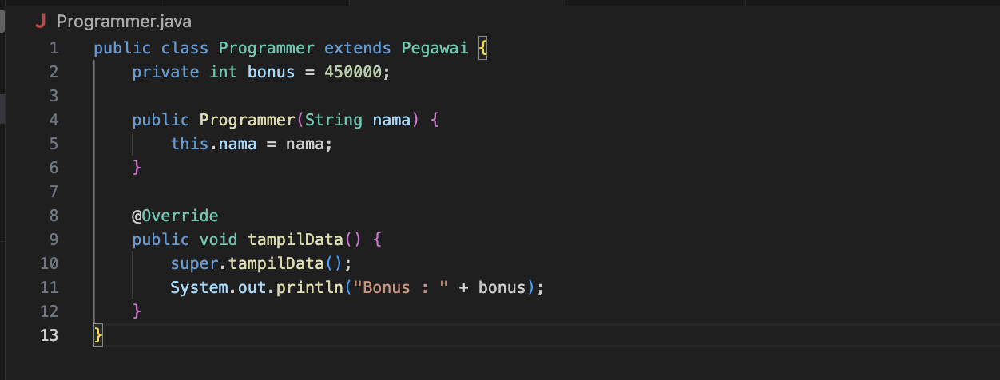 J Programmer.java
1 public class Programmer extends Pegawai {
2     private int bonus = 450000;
3
4     public Programmer(String nama) {
5         this.nama = nama;
6     }
7
8     @Override
9     public void tampilData() {
10         super.tampilData();
11         System.out.println("Bonus : " + bonus);
12     }
13 }